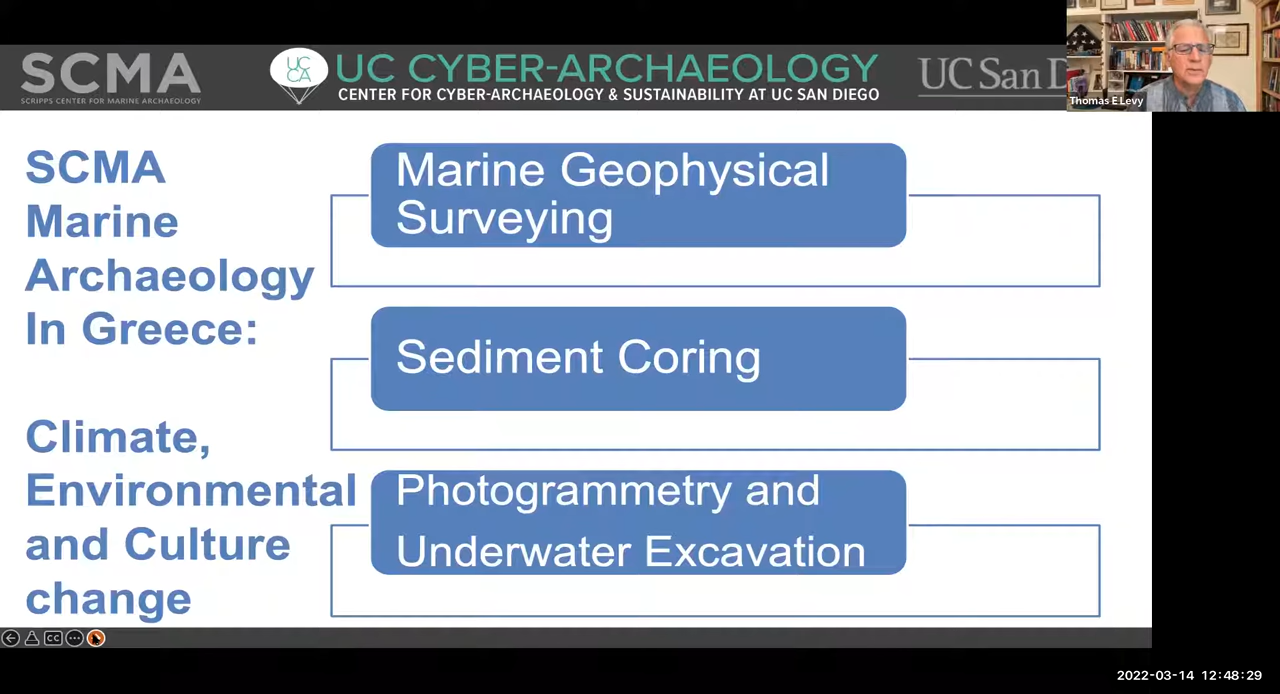 SCMA
SCRIPPS CENTER FOR MARINE ARCHAEOLOGY
UC
CA
UC CYBER-ARCHAEOLOGY
CENTER FOR CYBER-ARCHAEOLOGY & SUSTAINABILITY AT UC SAN DIEGO
UC San D
Thomas E Levy
SCMA
Marine
Archaeology
In Greece:
Climate,
Environmental
and Culture
change
Marine Geophysical
Surveying
Sediment Coring
Photogrammetry and
Underwater Excavation
CC
2022-03-14 12:48:29